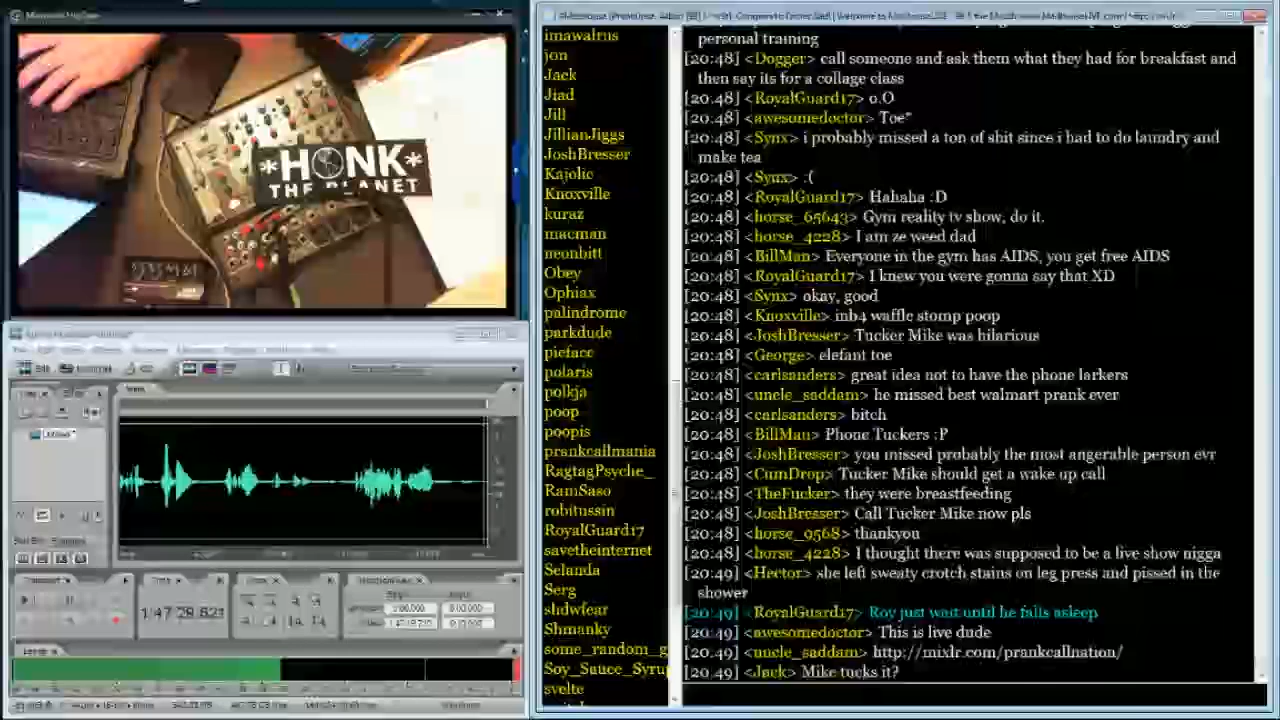 *HONK*
THE PLANET
1:47:28.621
imawalrus
jon
Jack
Jiad
Jill
JillianJiggs
JoshBresser
Kajolic
Knoxville
kuraz
macman
neonbitt
Obey
Ophiax
palindrome
parkdude
pieface
polaris
polkja
poop
poopis
prankcallmania
RagtagPsyche_
RamSaso
robitussin
RoyalGuard17
savetheinternet
Selanda
Serg
shdwfear
Shmanky
some_random_g
Soy_Sauce_Syrup
svelte
personal training
[20:48] <Dogger> call someone and ask them what they had for breakfast and
then say its for a collage class
[20:48] <RoyalGuard17> o.O
[20:48] <awesomedoctor> Toe*
[20:48] <Synx> i probably missed a ton of shit since i had to do laundry and
make tea
[20:48] <Synx> :(
[20:48] <RoyalGuard17> Hahaha :D
[20:48] <horse_65643> Gym reality tv show, do it.
[20:48] <horse_4228> I am ze weed dad
[20:48] <BillMan> Everyone in the gym has AIDS, you get free AIDS
[20:48] <RoyalGuard17> I knew you were gonna say that XD
[20:48] <Synx> okay, good
[20:48] <Knoxville> inb4 waffle stomp poop
[20:48] <JoshBresser> Tucker Mike was hilarious
[20:48] <George> elefant toe
[20:48] <carlsanders> great idea not to have the phone larkers
[20:48] <uncle_saddam> he missed best walmart prank ever
[20:48] <carlsanders> bitch
[20:48] <BillMan> Phone Tuckers :P
[20:48] <JoshBresser> you missed probably the most angerable person evr
[20:48] <CumDrop> Tucker Mike should get a wake up call
[20:48] <TheFucker> they were breastfeeding
[20:48] <JoshBresser> Call Tucker Mike now pls
[20:48] <horse_9568> thankyou
[20:48] <horse_4228> I thought there was supposed to be a live show nigga
[20:49] <Hector> she left sweaty crotch stains on leg press and pissed in the
shower
[20:49] <RoyalGuard17> Roy just wait until he falls asleep
[20:49] <awesomedoctor> This is live dude
[20:49] <uncle_saddam> http://mixlr.com/prankcallnation/
[20:49] <Jack> Mike tucks it?